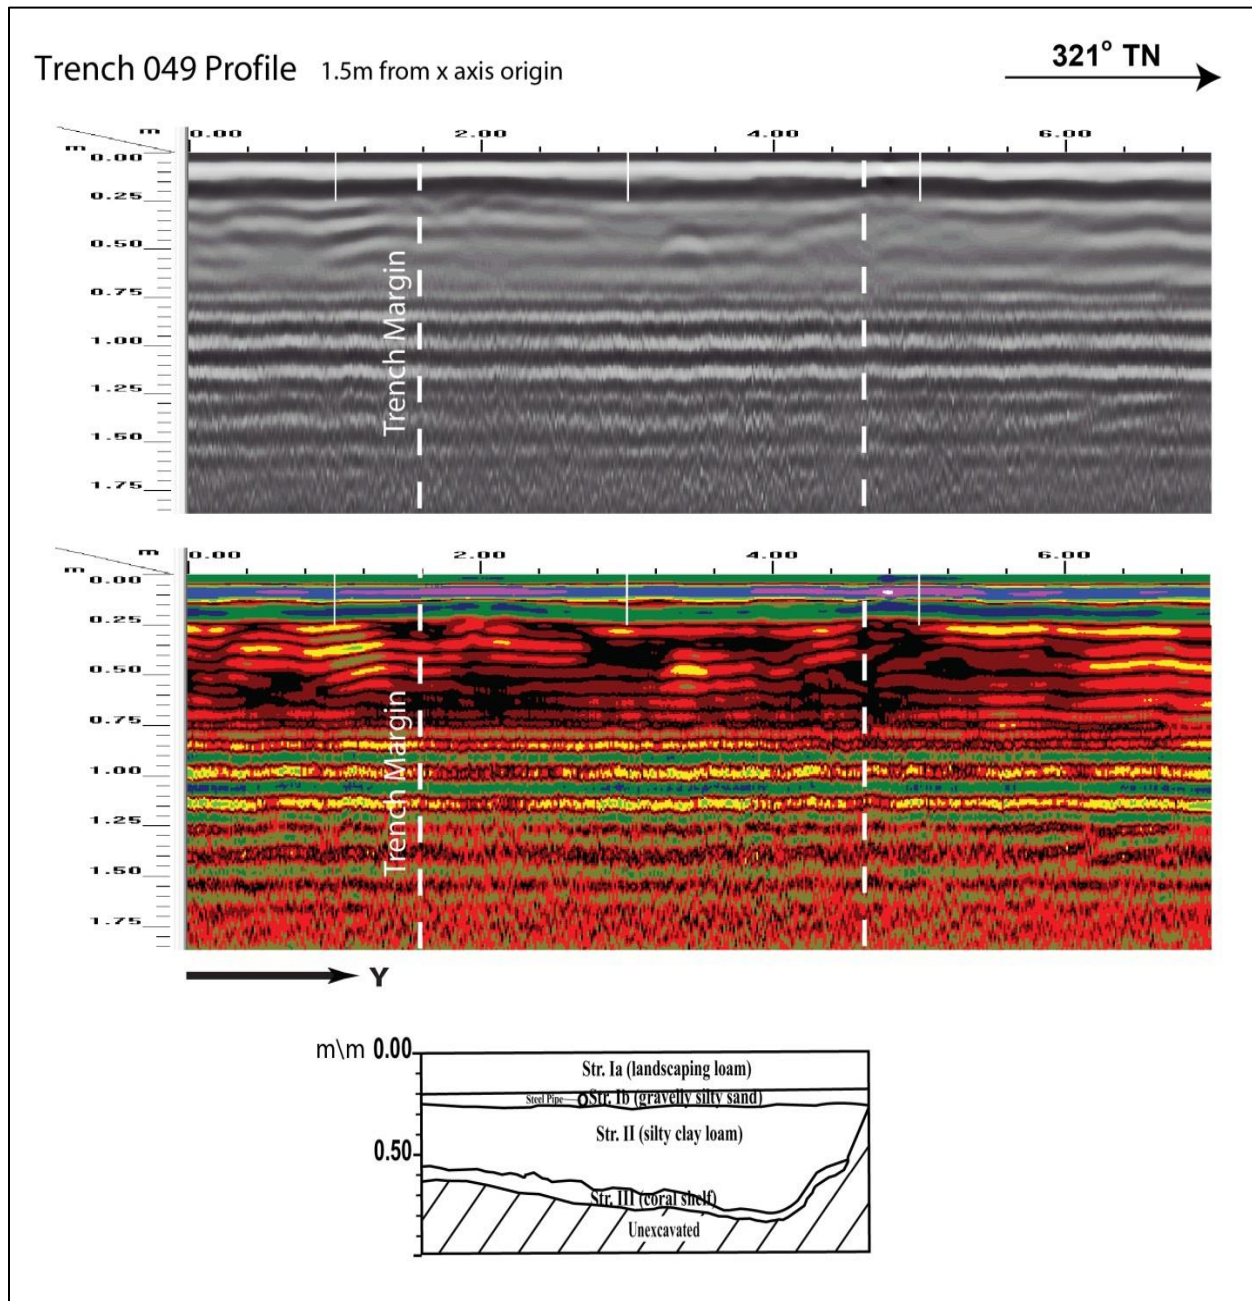 Trench 049 Profile 1.5m from x axis origin
321° TN
m 0.00 2.00 4.00 6.00
m
0.00
0.25
0.50
0.75
1.00
1.25
1.50
1.75
Trench Margin
m 0.00 2.00 4.00 6.00
m
0.00
0.25
0.50
0.75
1.00
1.25
1.50
1.75
Trench Margin
Y
m\m 0.00
Str. Ia (landscaping loam)
Steel Pipe Str. Ib (gravelly silty sand)
Str. II (silty clay loam)
0.50
Str. III (coral shelf)
Unexcavated